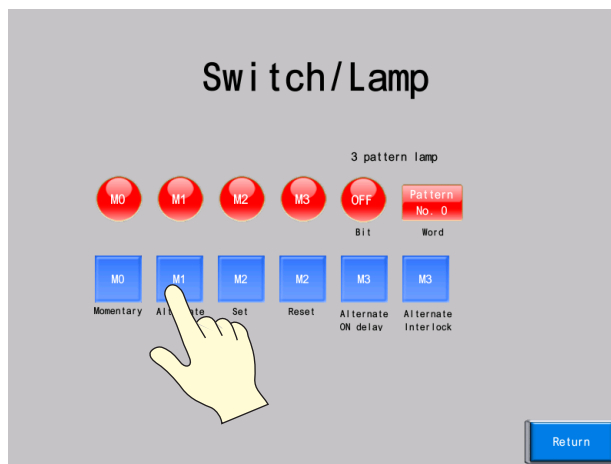 Switch/Lamp
3 pattern lamp
M0 M1 M2 M3 OFF Pattern
No. 0
Bit Word
M0 M1 M2 M2 M3 M3
Momentary Set Reset Alternate Alternate
ON delay Interlock
Return